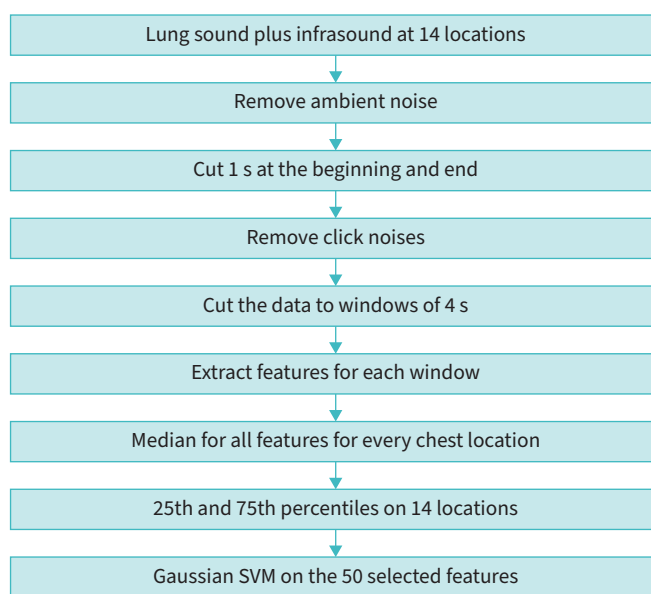 Lung sound plus infrasound at 14 locations
Remove ambient noise
Cut 1 s at the beginning and end
Remove click noises
Cut the data to windows of 4 s
Extract features for each window
Median for all features for every chest location
25th and 75th percentiles on 14 locations
Gaussian SVM on the 50 selected features